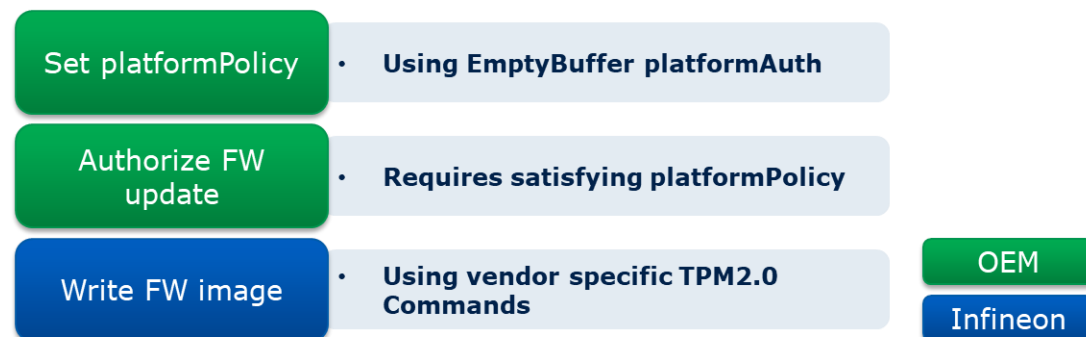 Set platformPolicy
• Using EmptyBuffer platformAuth
Authorize FW
update
• Requires satisfying platformPolicy
Write FW image
• Using vendor specific TPM2.0
Commands
OEM
Infineon